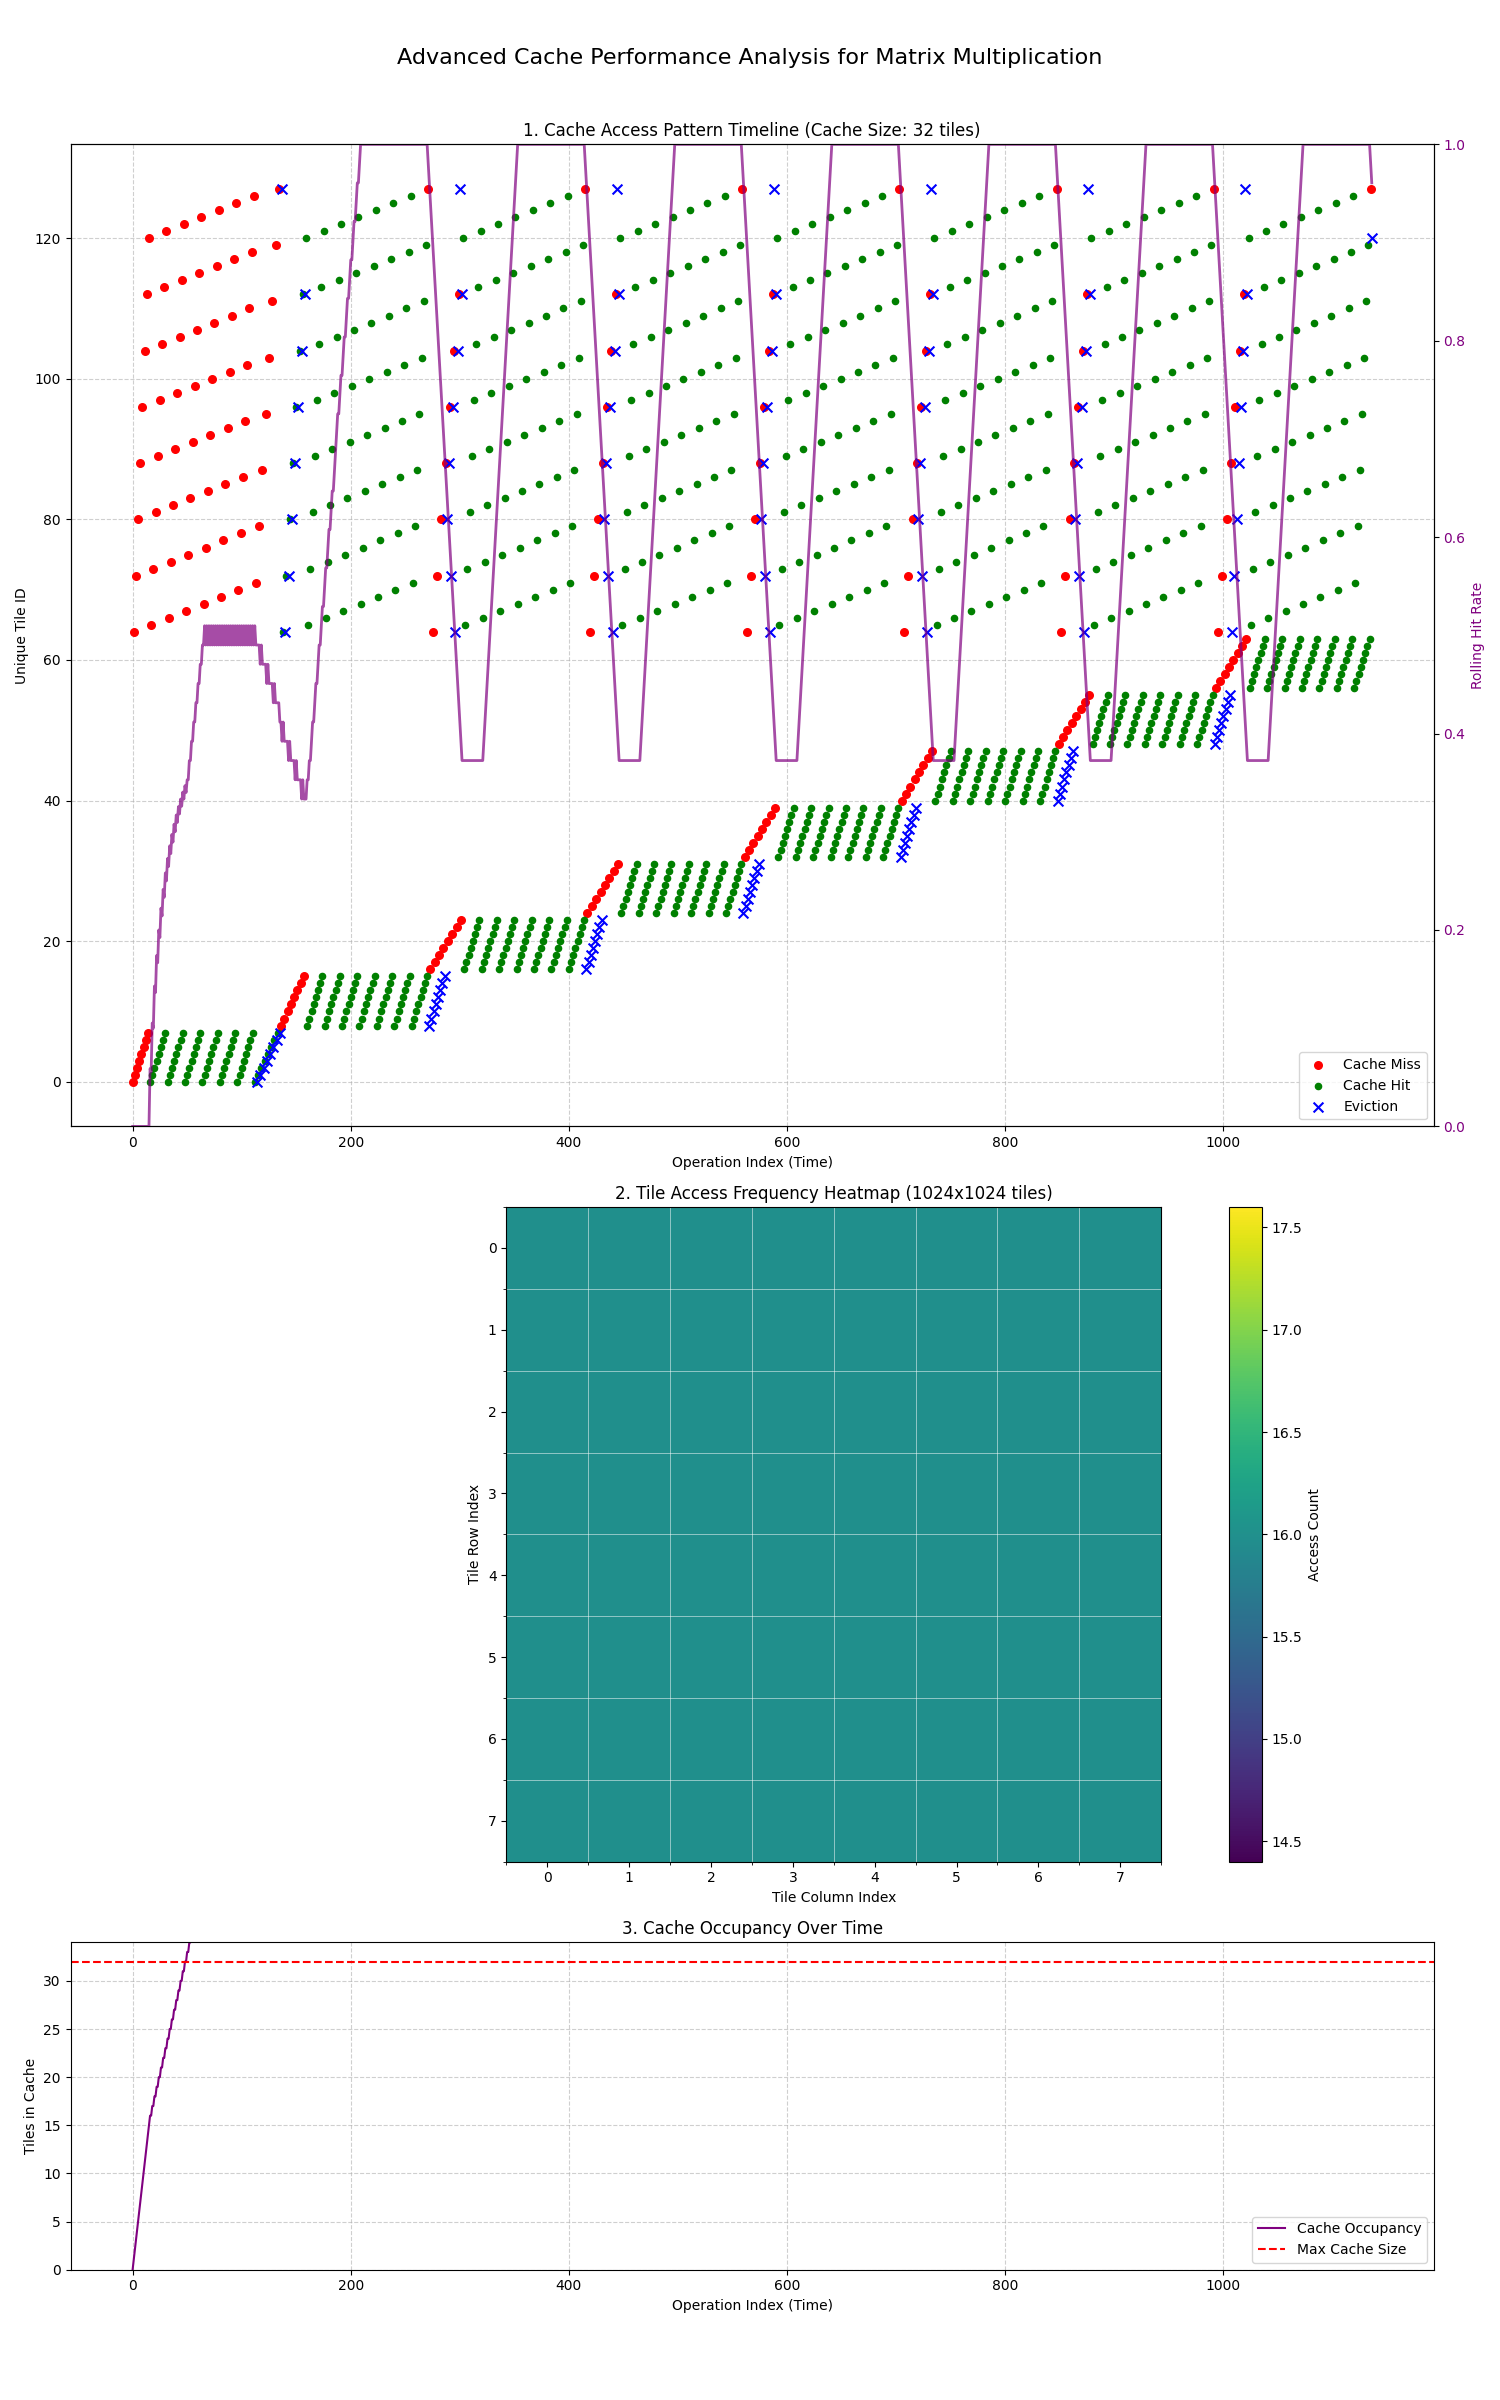 Advanced Cache Performance Analysis for Matrix Multiplication
1. Cache Access Pattern Timeline (Cache Size: 32 tiles)
Unique Tile ID
120
100
80
60
40
20
0
1.0
0.8
0.6
0.4
0.2
0.0
Rolling Hit Rate
Cache Miss
Cache Hit
Eviction
0 200 400 600 800 1000
Operation Index (Time)
2. Tile Access Frequency Heatmap (1024x1024 tiles)
Tile Row Index
0
1
2
3
4
5
6
7
0 1 2 3 4 5 6 7
Tile Column Index
17.5
17.0
16.5
16.0
15.5
15.0
14.5
Access Count
3. Cache Occupancy Over Time
Tiles in Cache
30
25
20
15
10
5
0
Cache Occupancy
Max Cache Size
0 200 400 600 800 1000
Operation Index (Time)